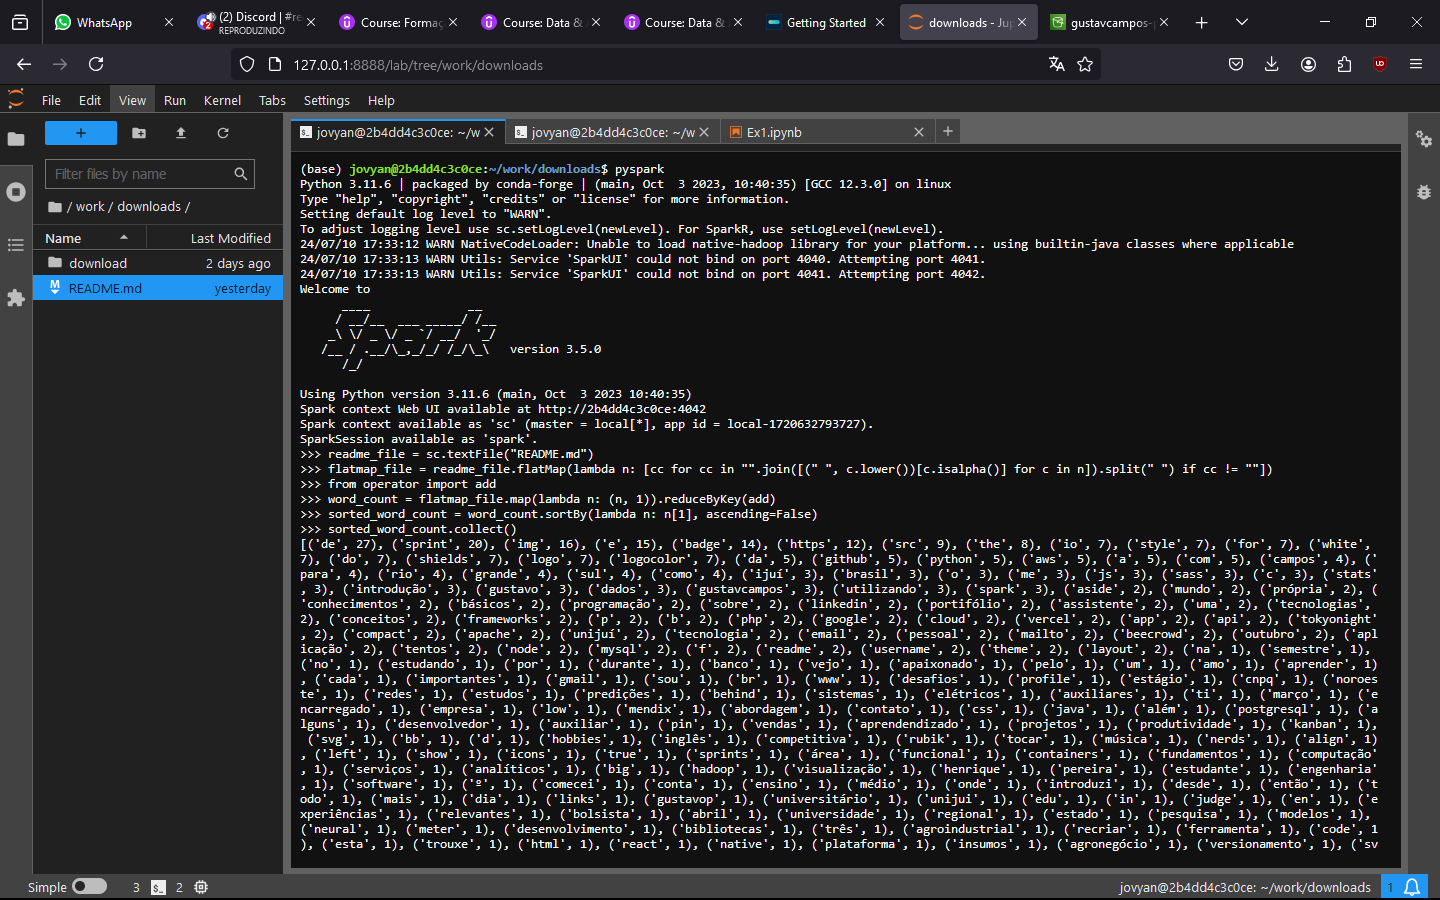 WhatsApp
(2) Discord | #re
REPRODUZINDO
Course: Formaç
Course: Data &
Course: Data &
Getting Started
downloads - Jup
gustavcampos-p
127.0.0.1:8888/lab/tree/work/downloads
File Edit View Run Kernel Tabs Settings Help
Filter files by name
/ work / downloads /
Name Last Modified
download 2 days ago
README.md yesterday
jovyan@2b4dd4c3c0ce: ~/w
jovyan@2b4dd4c3c0ce: ~/w
Ex1.ipynb
(base) jovyan@2b4dd4c3c0ce:~/work/downloads$ pyspark
Python 3.11.6 | packaged by conda-forge | (main, Oct  3 2023, 10:40:35) [GCC 12.3.0] on linux
Type "help", "copyright", "credits" or "license" for more information.
Setting default log level to "WARN".
To adjust logging level use sc.setLogLevel(newLevel). For SparkR, use setLogLevel(newLevel).
24/07/10 17:33:12 WARN NativeCodeLoader: Unable to load native-hadoop library for your platform... using builtin-java classes where applicable
24/07/10 17:33:13 WARN Utils: Service 'SparkUI' could not bind on port 4040. Attempting port 4041.
24/07/10 17:33:13 WARN Utils: Service 'SparkUI' could not bind on port 4041. Attempting port 4042.
Welcome to
Spark version 3.5.0
Using Python version 3.11.6 (main, Oct  3 2023 10:40:35)
Spark context Web UI available at http://2b4dd4c3c0ce:4042
Spark context available as 'sc' (master = local[*], app id = local-1720632793727).
SparkSession available as 'spark'.
>>> readme_file = sc.textFile("README.md")
>>> flatmap_file = readme_file.flatMap(lambda n: [cc for cc in "".join([(" ", c.lower())[c.isalpha()] for c in n]).split(" ") if cc != ""])
>>> from operator import add
>>> word_count = flatmap_file.map(lambda n: (n, 1)).reduceByKey(add)
>>> sorted_word_count = word_count.sortBy(lambda n: n[1], ascending=False)
>>> sorted_word_count.collect()
[('de', 27), ('sprint', 20), ('img', 16), ('e', 15), ('badge', 14), ('https', 12), ('src', 9), ('the', 8), ('io', 7), ('style', 7), ('for', 7), ('white',
7), ('do', 7), ('shields', 7), ('logo', 7), ('logocolor', 7), ('da', 5), ('github', 5), ('python', 5), ('aws', 5), ('a', 5), ('com', 5), ('campos', 4), ('
para', 4), ('rio', 4), ('grande', 4), ('sul', 4), ('como', 4), ('ijuí', 3), ('brasil', 3), ('o', 3), ('me', 3), ('js', 3), ('sass', 3), ('c', 3), ('stats'
, 3), ('introdução', 3), ('gustavo', 3), ('dados', 3), ('gustavcampos', 3), ('utilizando', 3), ('spark', 3), ('aside', 2), ('mundo', 2), ('própria', 2), (
'conhecimentos', 2), ('básicos', 2), ('programação', 2), ('sobre', 2), ('linkedin', 2), ('portifólio', 2), ('assistente', 2), ('uma', 2), ('tecnologias',
2), ('conceitos', 2), ('frameworks', 2), ('p', 2), ('b', 2), ('php', 2), ('google', 2), ('cloud', 2), ('vercel', 2), ('app', 2), ('api', 2), ('tokyonight'
, 2), ('compact', 2), ('apache', 2), ('unijuí', 2), ('tecnologia', 2), ('email', 2), ('pessoal', 2), ('mailto', 2), ('beecrowd', 2), ('outubro', 2), ('apl
icação', 2), ('tentos', 2), ('node', 2), ('mysql', 2), ('f', 2), ('readme', 2), ('username', 2), ('theme', 2), ('layout', 2), ('na', 1), ('semestre', 1),
('no', 1), ('estudando', 1), ('por', 1), ('durante', 1), ('banco', 1), ('vejo', 1), ('apaixonado', 1), ('pelo', 1), ('um', 1), ('amo', 1), ('aprender', 1)
, ('cada', 1), ('importantes', 1), ('gmail', 1), ('sou', 1), ('br', 1), ('www', 1), ('desafios', 1), ('profile', 1), ('estágio', 1), ('cnpq', 1), ('noroes
te', 1), ('redes', 1), ('estudos', 1), ('predições', 1), ('behind', 1), ('sistemas', 1), ('elétricos', 1), ('auxiliares', 1), ('ti', 1), ('março', 1), ('e
ncarregado', 1), ('empresa', 1), ('low', 1), ('mendix', 1), ('abordagem', 1), ('contato', 1), ('css', 1), ('java', 1), ('além', 1), ('postgresql', 1), ('a
lguns', 1), ('desenvolvedor', 1), ('auxiliar', 1), ('pin', 1), ('vendas', 1), ('aprendendizado', 1), ('projetos', 1), ('produtividade', 1), ('kanban', 1),
('svg', 1), ('bb', 1), ('d', 1), ('hobbies', 1), ('inglês', 1), ('competitiva', 1), ('rubik', 1), ('tocar', 1), ('música', 1), ('nerds', 1), ('align', 1)
, ('left', 1), ('show', 1), ('icons', 1), ('true', 1), ('sprints', 1), ('área', 1), ('funcional', 1), ('containers', 1), ('fundamentos', 1), ('computação'
, 1), ('serviços', 1), ('analíticos', 1), ('big', 1), ('hadoop', 1), ('visualização', 1), ('henrique', 1), ('pereira', 1), ('estudante', 1), ('engenharia'
, 1), ('software', 1), ('º', 1), ('comecei', 1), ('conta', 1), ('ensino', 1), ('médio', 1), ('onde', 1), ('introduzi', 1), ('desde', 1), ('então', 1), ('t
odo', 1), ('mais', 1), ('dia', 1), ('links', 1), ('gustavop', 1), ('universitário', 1), ('unijui', 1), ('edu', 1), ('in', 1), ('judge', 1), ('en', 1), ('e
xperiências', 1), ('relevantes', 1), ('bolsista', 1), ('abril', 1), ('universidade', 1), ('regional', 1), ('estado', 1), ('pesquisa', 1), ('modelos', 1),
('neural', 1), ('meter', 1), ('desenvolvimento', 1), ('bibliotecas', 1), ('três', 1), ('agroindustrial', 1), ('recriar', 1), ('ferramenta', 1), ('code', 1
), ('esta', 1), ('trouxe', 1), ('html', 1), ('react', 1), ('native', 1), ('plataforma', 1), ('insumos', 1), ('agronegócio', 1), ('versionamento', 1), ('sv
Simple 3 2
jovyan@2b4dd4c3c0ce: ~/work/downloads 1